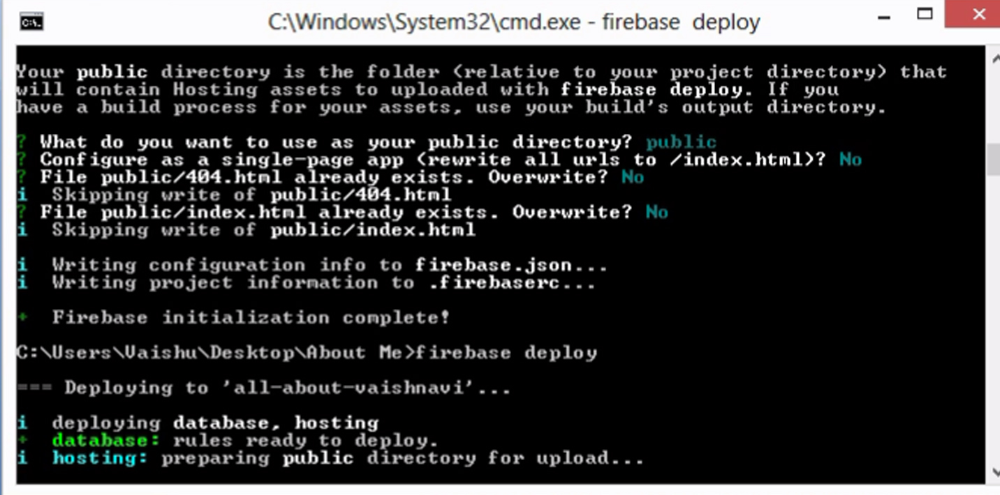 C:\Windows\System32\cmd.exe - firebase  deploy
Your public directory is the folder (relative to your project directory) that
will contain Hosting assets to uploaded with firebase deploy. If you
have a build process for your assets, use your build's output directory.
? What do you want to use as your public directory? public
? Configure as a single-page app (rewrite all urls to /index.html)? No
? File public/404.html already exists. Overwrite? No
i  Skipping write of public/404.html
? File public/index.html already exists. Overwrite? No
i  Skipping write of public/index.html
i  Writing configuration info to firebase.json...
i  Writing project information to .firebaserc...
+  Firebase initialization complete!
C:\Users\Vaishu\Desktop\About Me>firebase deploy
=== Deploying to 'all-about-vaishnavi'...
i  deploying database, hosting
+  database: rules ready to deploy.
i  hosting: preparing public directory for upload...